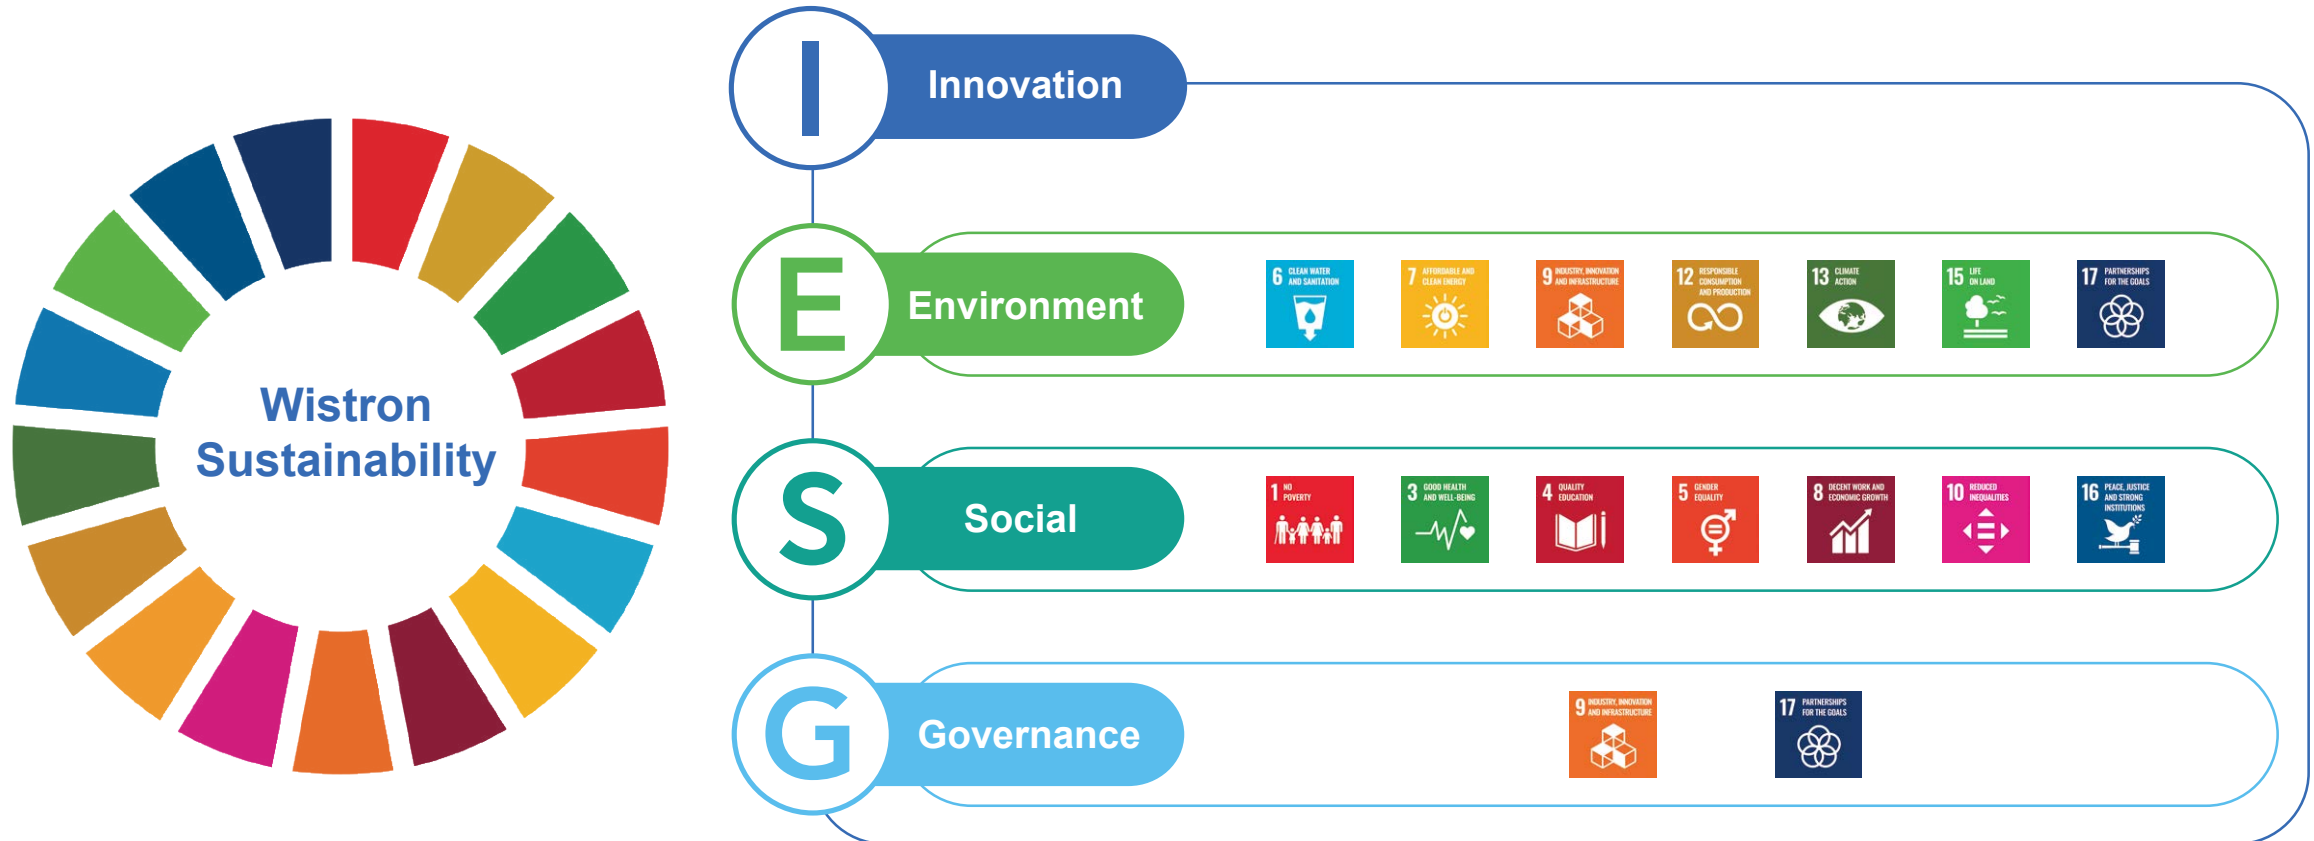 Wistron
Sustainability
I
Innovation
E
Environment
6 CLEAN WATER
AND SANITATION
7 AFFORDABLE AND
CLEAN ENERGY
9 INDUSTRY, INNOVATION
AND INFRASTRUCTURE
12 RESPONSIBLE
CONSUMPTION
AND PRODUCTION
13 CLIMATE
ACTION
15 LIFE
ON LAND
17 PARTNERSHIPS
FOR THE GOALS
S
Social
1 NO
POVERTY
3 GOOD HEALTH
AND WELL-BEING
4 QUALITY
EDUCATION
5 GENDER
EQUALITY
8 DECENT WORK AND
ECONOMIC GROWTH
10 REDUCED
INEQUALITIES
16 PEACE, JUSTICE
AND STRONG
INSTITUTIONS
G
Governance
9 INDUSTRY, INNOVATION
AND INFRASTRUCTURE
17 PARTNERSHIPS
FOR THE GOALS